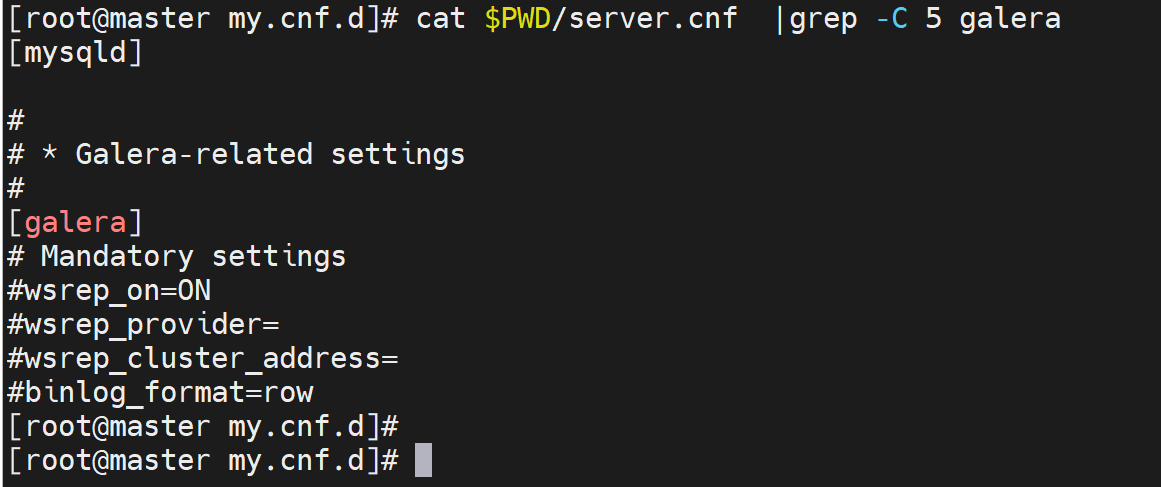 [root@master my.cnf.d]# cat $PWD/server.cnf  |grep -C 5 galera
[mysqld]

#
# * Galera-related settings
#
[galera]
# Mandatory settings
#wsrep_on=ON
#wsrep_provider=
#wsrep_cluster_address=
#binlog_format=row
[root@master my.cnf.d]#
[root@master my.cnf.d]#